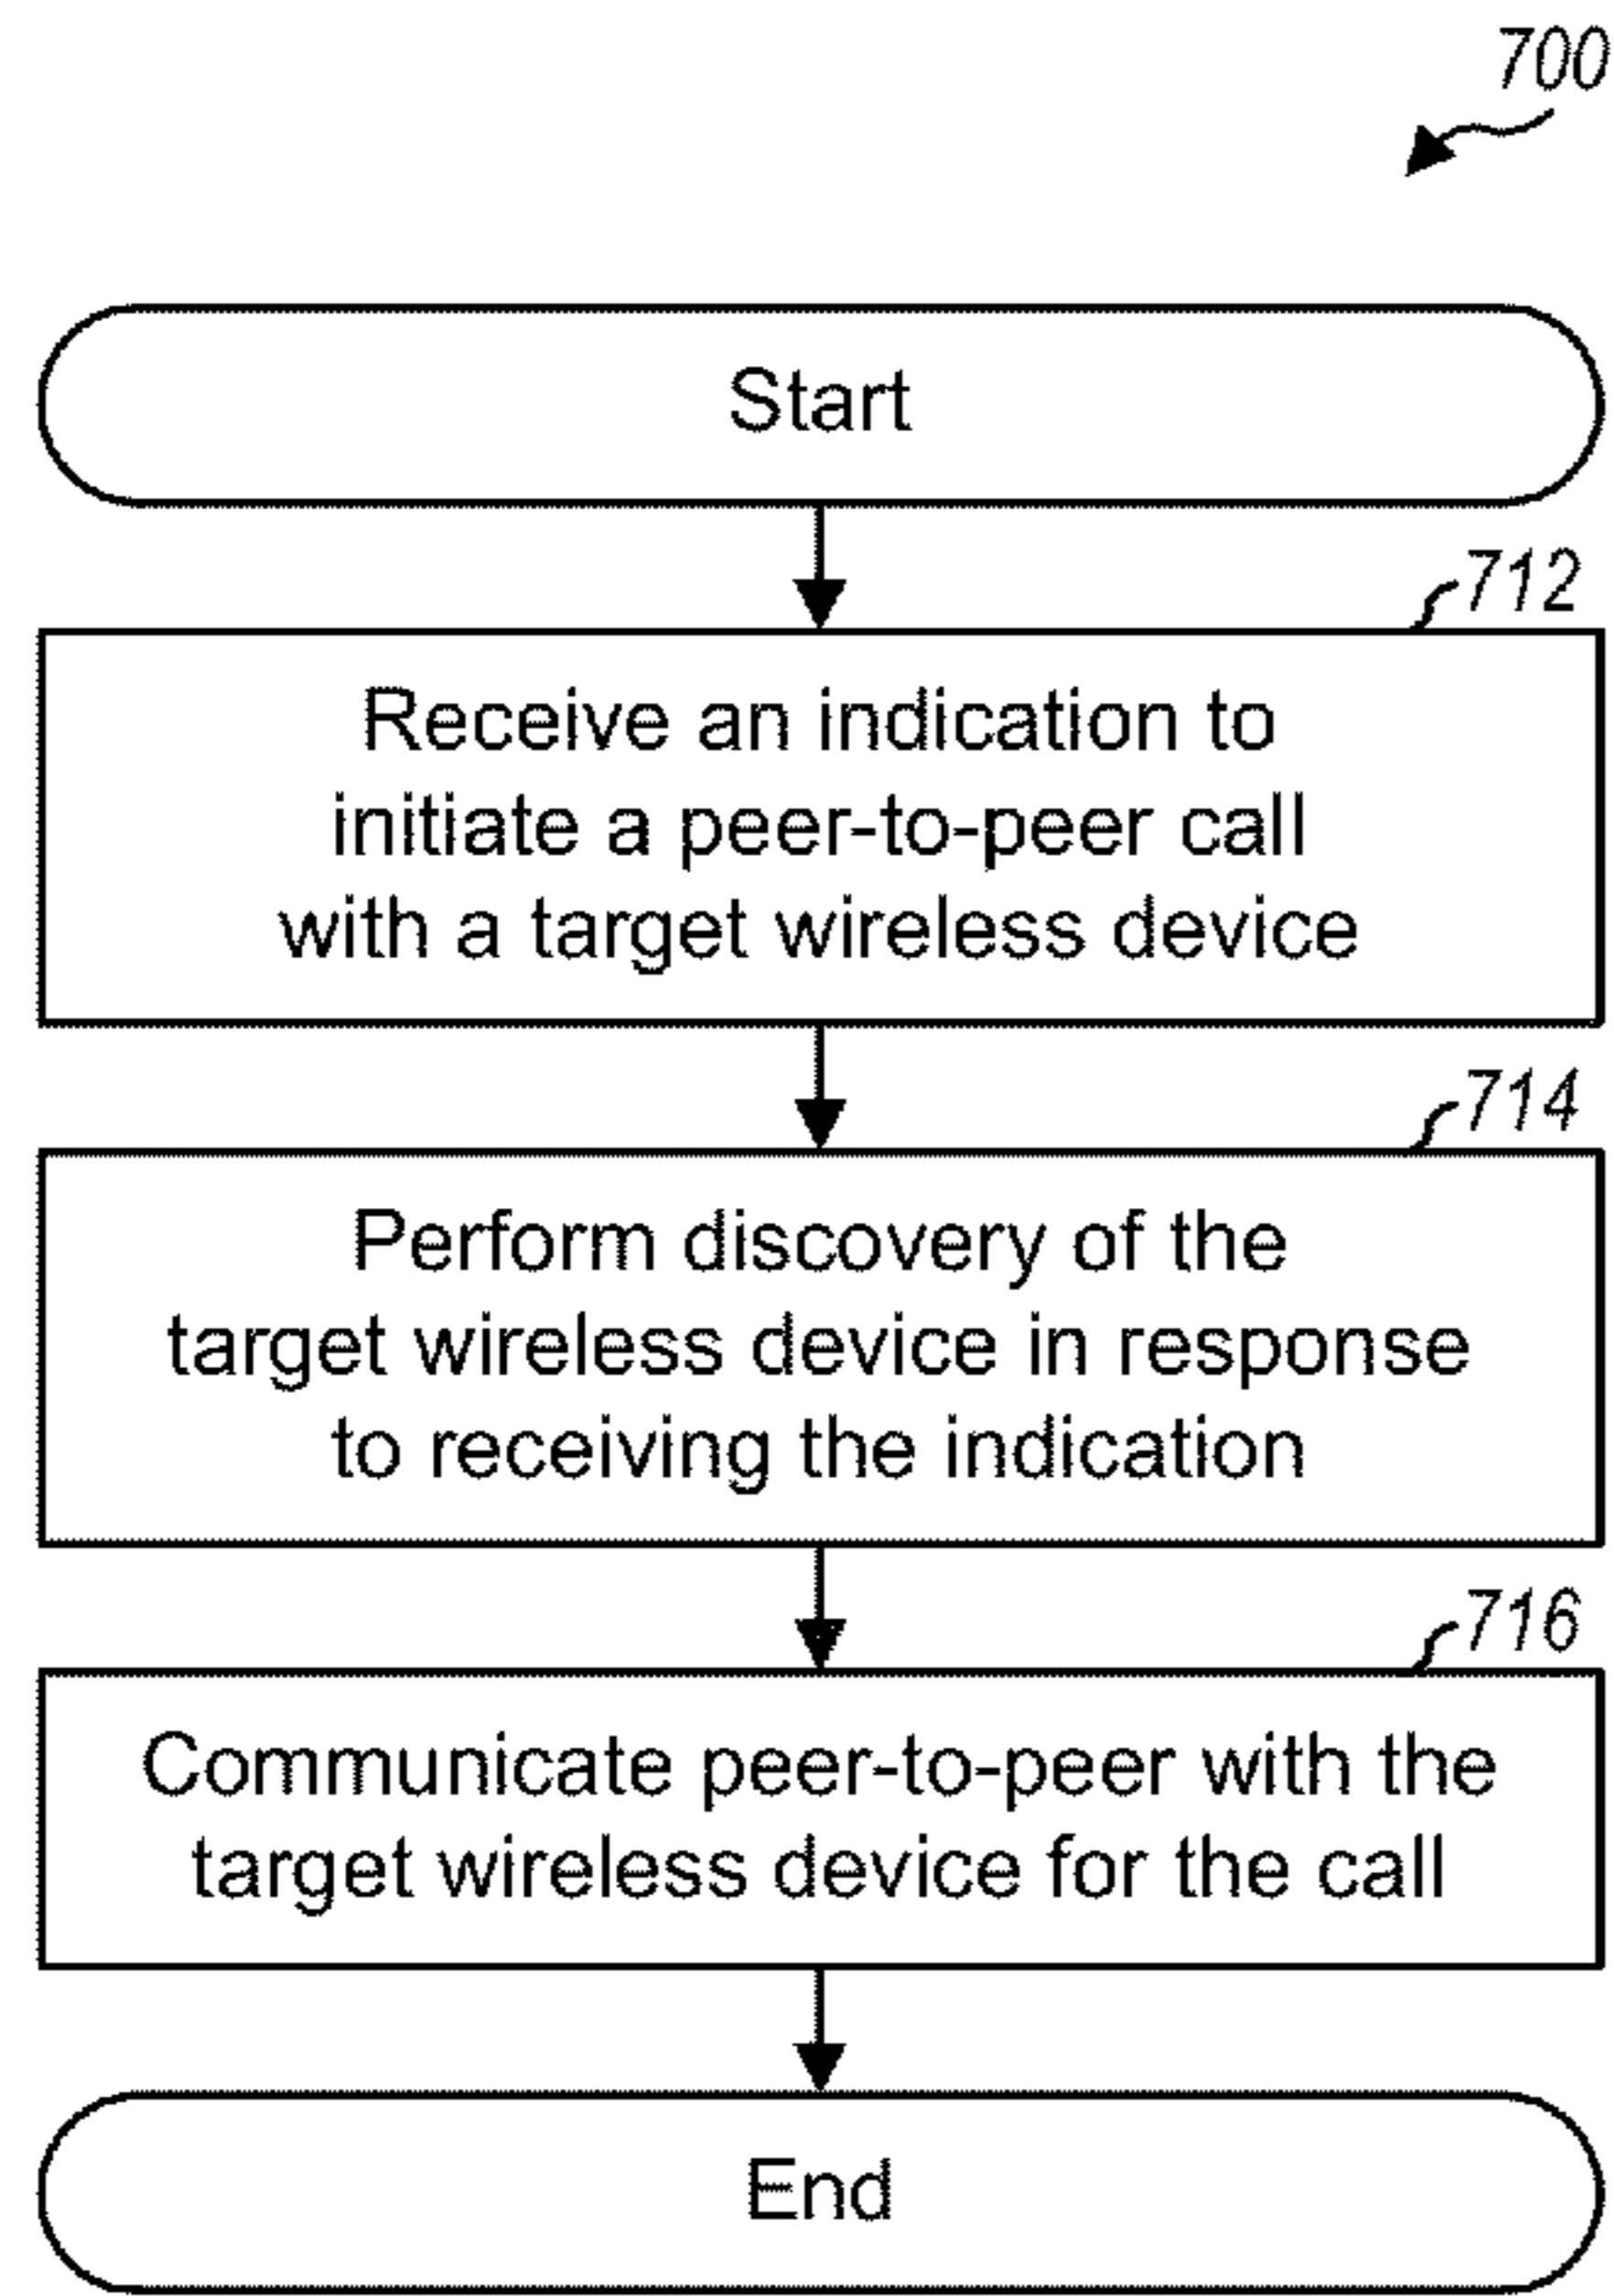 700
Start
712
Receive an indication to
initiate a peer-to-peer call
with a target wireless device
714
Perform discovery of the
target wireless device in response
to receiving the indication
716
Communicate peer-to-peer with the
target wireless device for the call
End